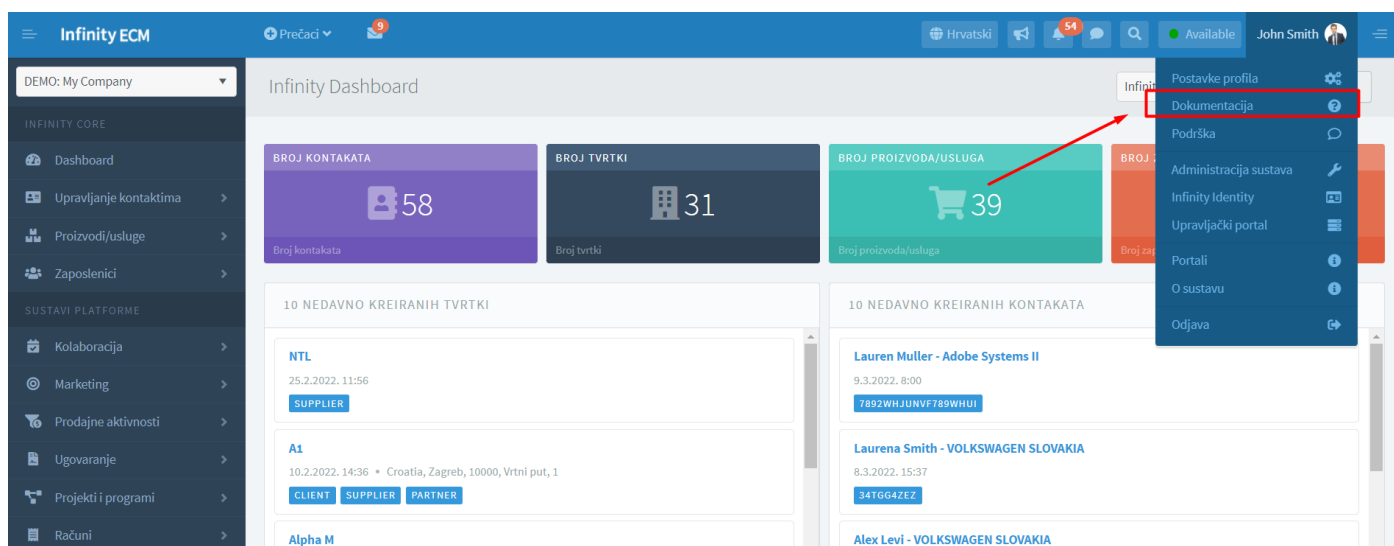 Infinity ECM
Prečaci
9
Hrvatski
54
Available
John Smith
DEMO: My Company
INFINITY CORE
Dashboard
Upravljanje kontaktima
Proizvodi/usluge
Zaposlenici
SUSTAVI PLATFORME
Kolaboracija
Marketing
Prodajne aktivnosti
Ugovaranje
Projekti i programi
Računi
Infinity Dashboard
BROJ KONTAKATA
58
Broj kontakata
BROJ TVRTKI
31
Broj tvrtki
BROJ PROIZVODA/USLUGA
39
Broj proizvoda/usluga
BROJ
10 NEDAVNO KREIRANIH TVRTKI
NTL
25.2.2022. 11:56
SUPPLIER
A1
10.2.2022. 14:36 • Croatia, Zagreb, 10000, Vrtni put, 1
CLIENT SUPPLIER PARTNER
Alpha M
10 NEDAVNO KREIRANIH KONTAKATA
Lauren Muller - Adobe Systems II
9.3.2022. 8:00
7892WHJUNVF789WHUI
Laurena Smith - VOLKSWAGEN SLOVAKIA
8.3.2022. 15:37
34TGG4ZEZ
Alex Levi - VOLKSWAGEN SLOVAKIA
Postavke profila
Dokumentacija
Podrška
Administracija sustava
Infinity Identity
Upravljački portal
Portali
O sustavu
Odjava